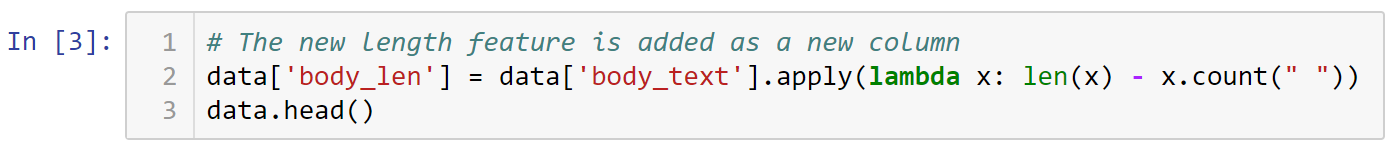 In [3]:
1 # The new length feature is added as a new column
2 data['body_len'] = data['body_text'].apply(lambda x: len(x) - x.count(" "))
3 data.head()